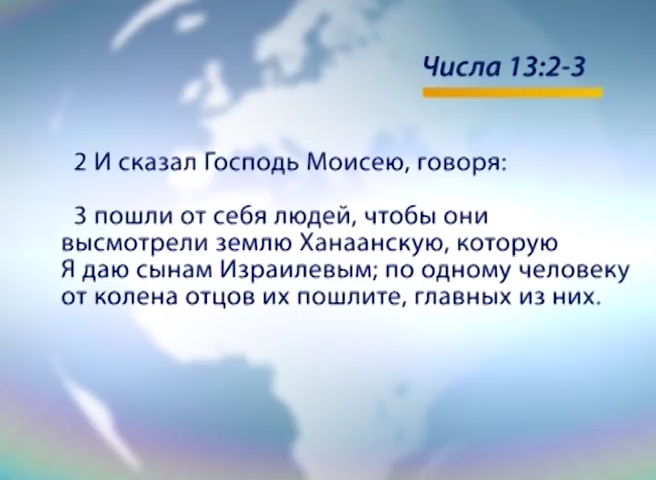 Числа 13:2-3
2 И сказал Господь Моисею, говоря:
3 пошли от себя людей, чтобы они
высмотрели землю Ханаанскую, которую
Я даю сынам Израилевым; по одному человеку
от колена отцов их пошлите, главных из них.